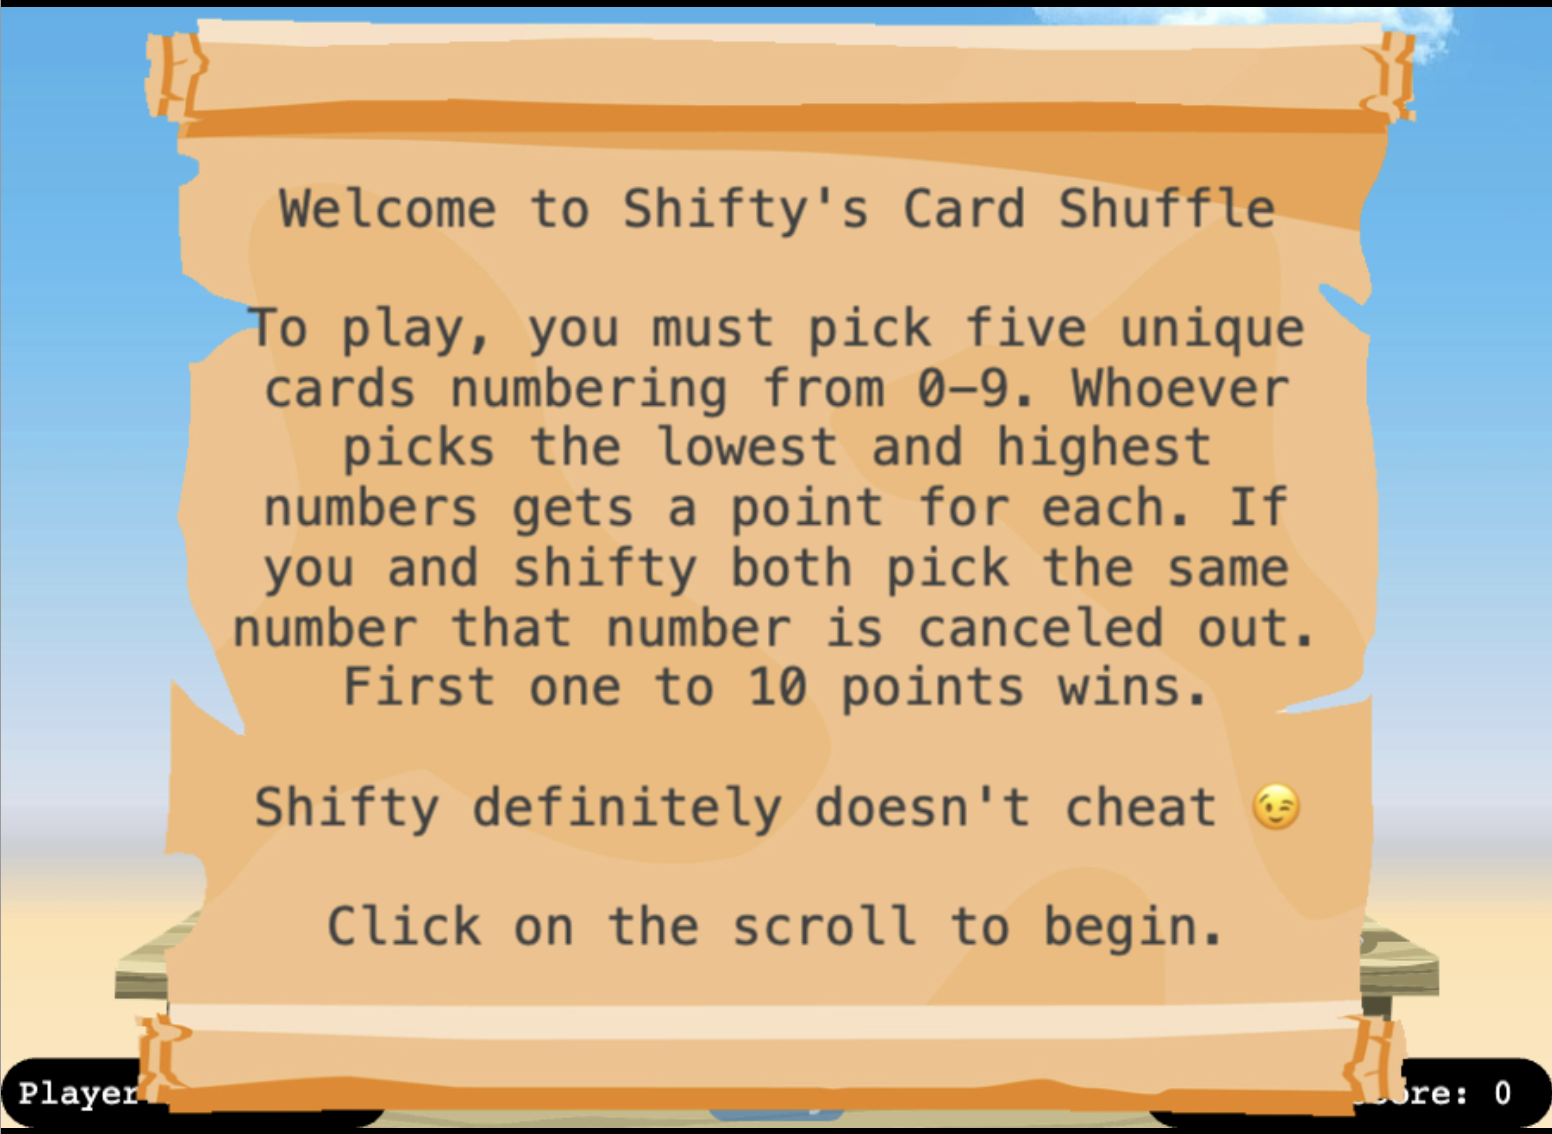 Welcome to Shifty's Card Shuffle
To play, you must pick five unique
cards numbering from 0-9. Whoever
picks the lowest and highest
numbers gets a point for each. If
you and shifty both pick the same
number that number is canceled out.
First one to 10 points wins.
Shifty definitely doesn't cheat 😉
Click on the scroll to begin.
Player
ore: 0